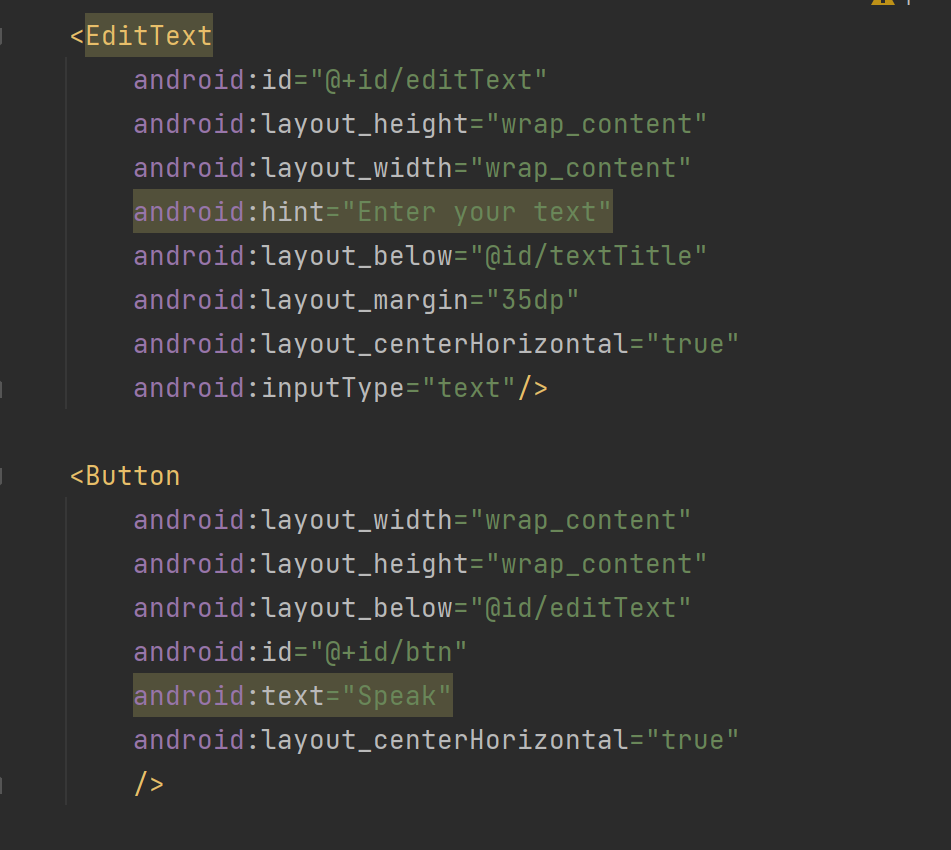 <EditText
android:id="@+id/editText"
android:layout_height="wrap_content"
android:layout_width="wrap_content"
android:hint="Enter your text"
android:layout_below="@id/textTitle"
android:layout_margin="35dp"
android:layout_centerHorizontal="true"
android:inputType="text"/>
<Button
android:layout_width="wrap_content"
android:layout_height="wrap_content"
android:layout_below="@id/editText"
android:id="@+id/btn"
android:text="Speak"
android:layout_centerHorizontal="true"
/>